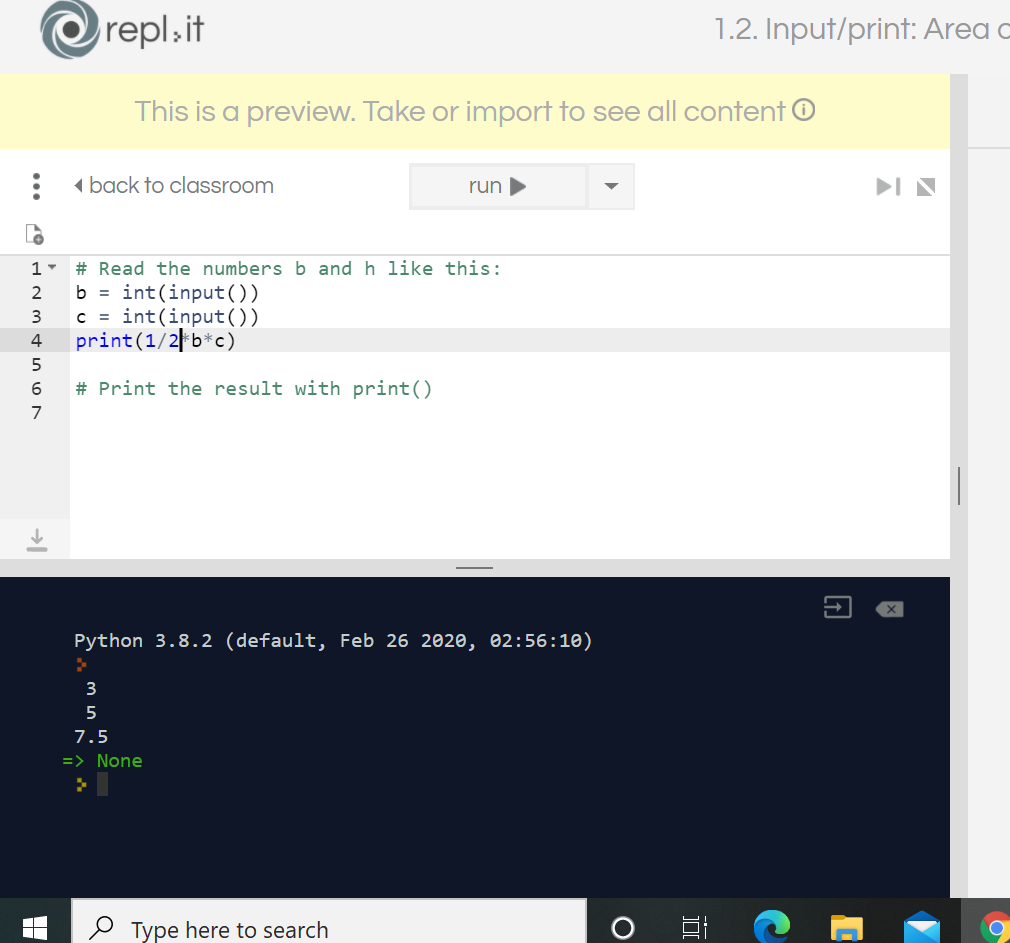 repl.it
1.2. Input/print: Area
This is a preview. Take or import to see all content
back to classroom
run
1 # Read the numbers b and h like this:
2 b = int(input())
3 c = int(input())
4 print(1/2*b*c)
5
6 # Print the result with print()
7
Python 3.8.2 (default, Feb 26 2020, 02:56:10)
3
5
7.5
=> None
Type here to search